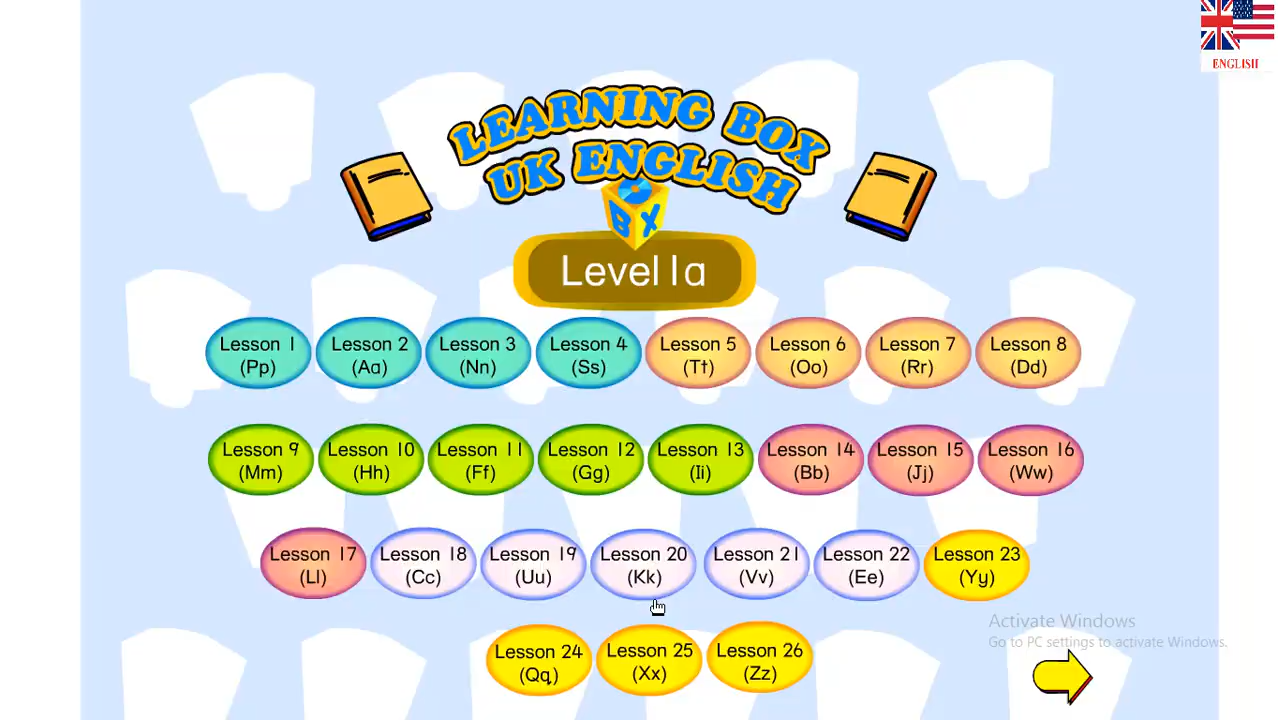 ENGLISH
LEARNING BOX
UK ENGLISH
B X
Level 1a
Lesson 1 Lesson 2 Lesson 3 Lesson 4 Lesson 5 Lesson 6 Lesson 7 Lesson 8
(Pp) (Aa) (Nn) (Ss) (Tt) (Oo) (Rr) (Dd)
Lesson 9 Lesson 10 Lesson 11 Lesson 12 Lesson 13 Lesson 14 Lesson 15 Lesson 16
(Mm) (Hh) (Ff) (Gg) (Ii) (Bb) (Jj) (Ww)
Lesson 17 Lesson 18 Lesson 19 Lesson 20 Lesson 21 Lesson 22 Lesson 23
(Ll) (Cc) (Uu) (Kk) (Vv) (Ee) (Yy)
Activate Windows
Go to PC settings to activate Windows.
Lesson 24 Lesson 25 Lesson 26
(Qq) (Xx) (Zz)